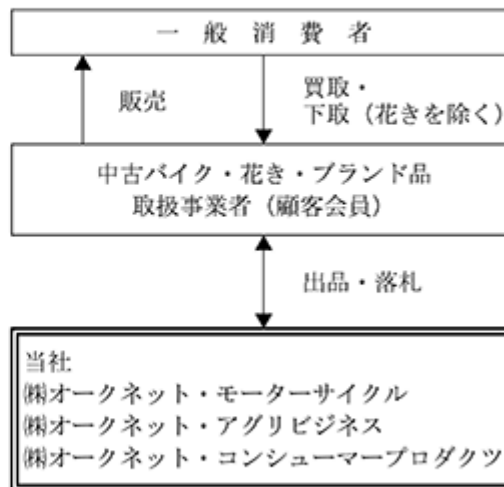 一般消費者
販売
買取・
下取（花きを除く）
中古バイク・花き・ブランド品
取扱事業者（顧客会員）
出品・落札
当社
㈱オークネット・モーターサイクル
㈱オークネット・アグリビジネス
㈱オークネット・コンシューマープロダクツ